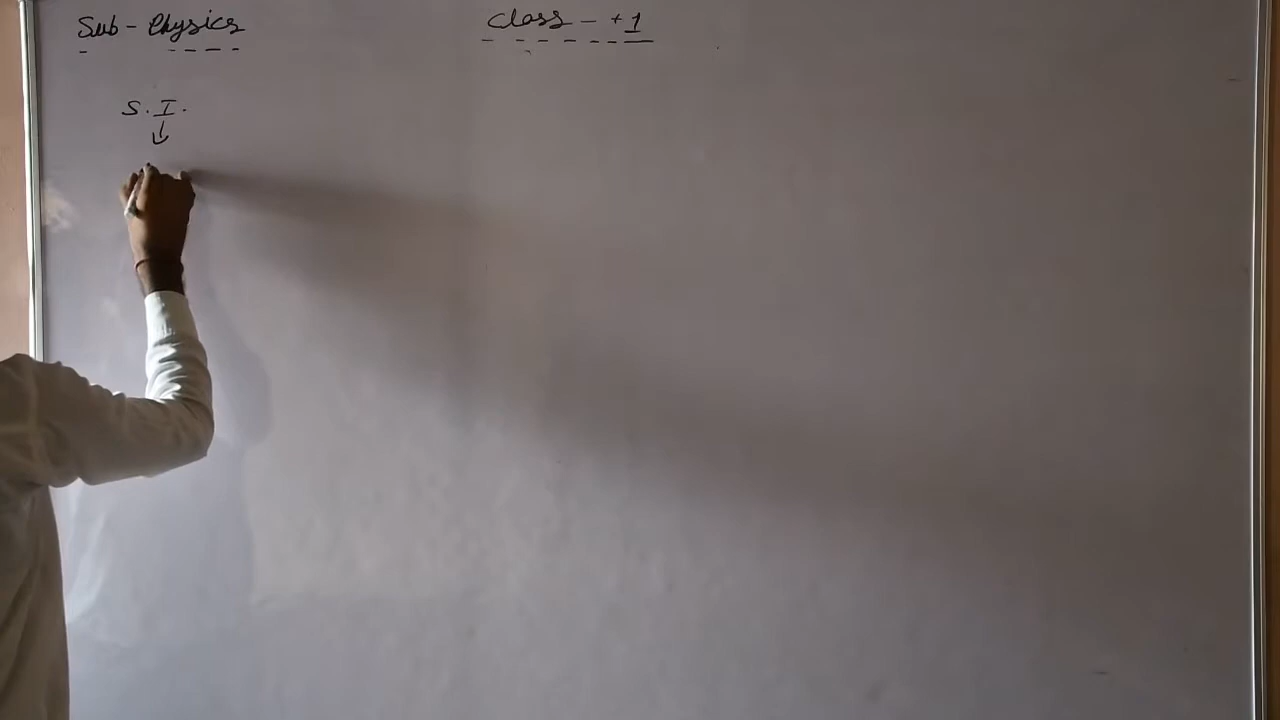 Sub - Physics
Class - +1
S.I.
↓